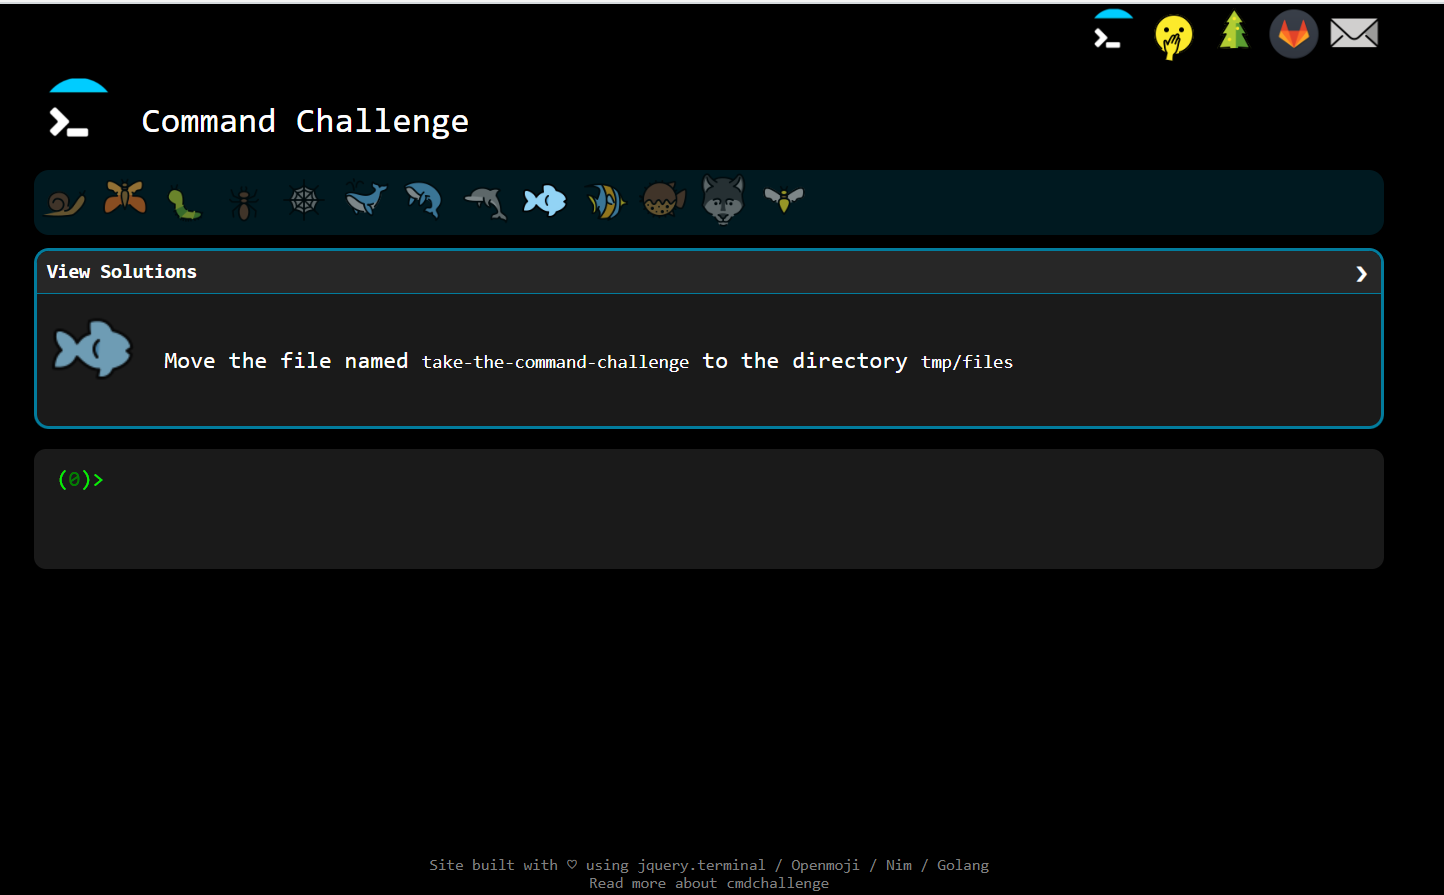 Command Challenge
View Solutions
Move the file named take-the-command-challenge to the directory tmp/files
(0)>
Site built with ♡ using jquery.terminal / Openmoji / Nim / Golang
Read more about cmdchallenge